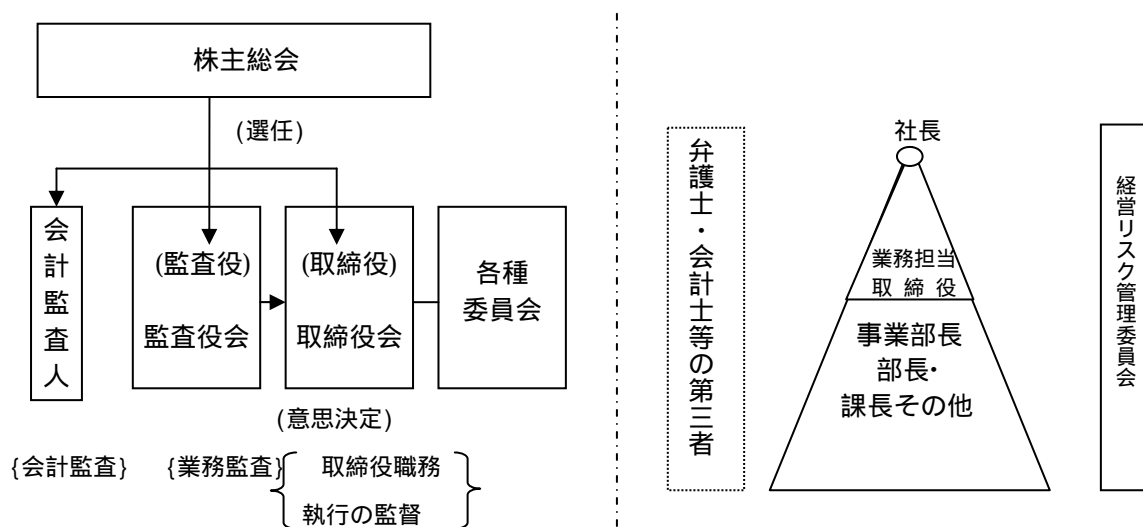 株主総会
(選任)
会計監査人
(監査役)
監査役会
(取締役)
取締役会
各種
委員会
(意思決定)
{会計監査}
{業務監査}
取締役職務
執行の監督
弁護士・会計士等の第三者
社長
業務担当
取締役
事業部長
部長・
課長その他
経営リスク管理委員会